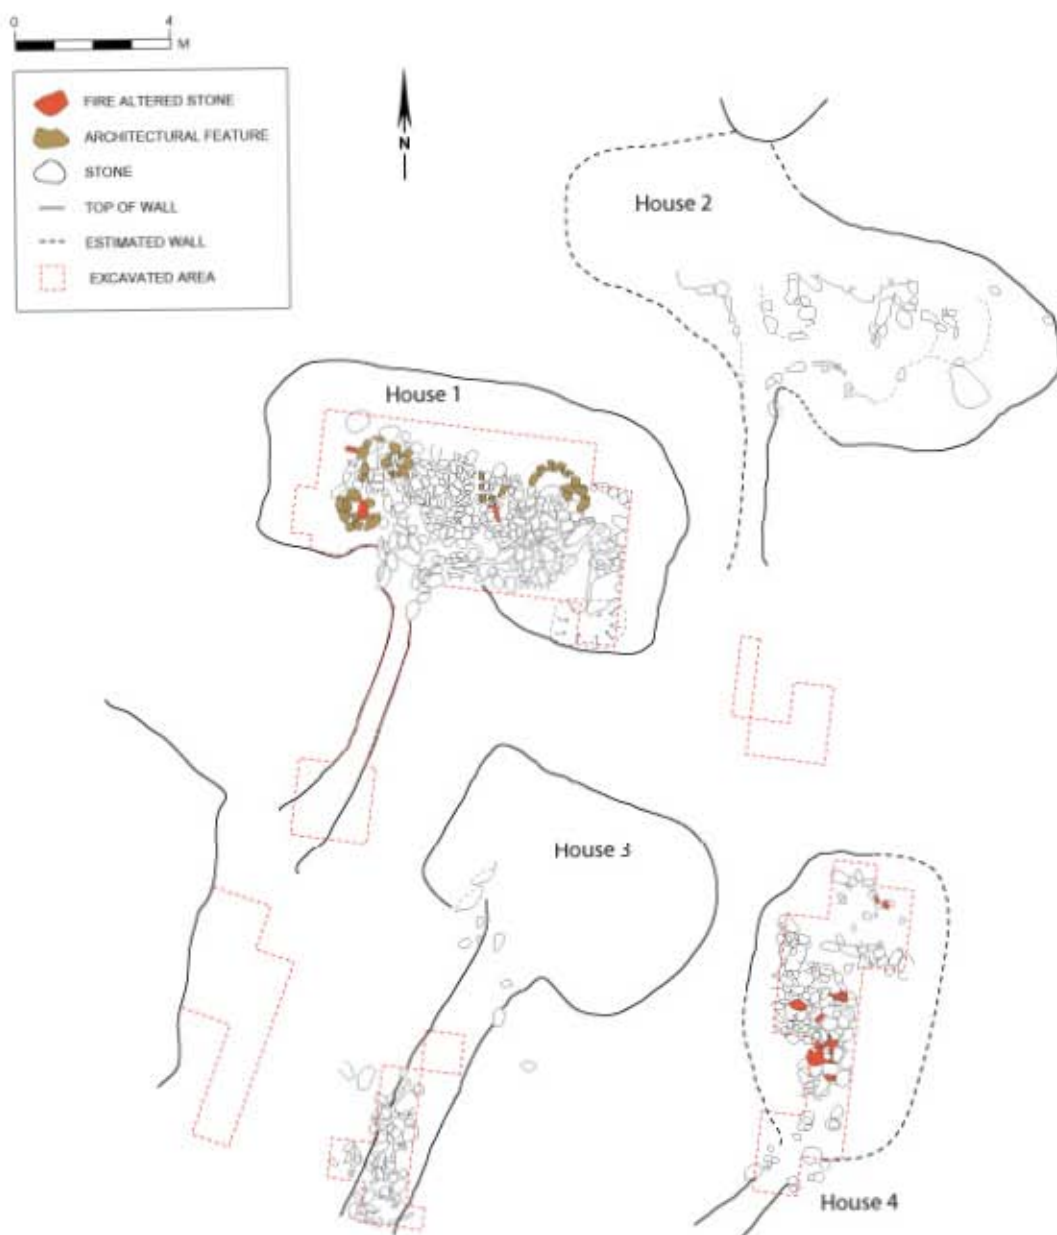 0 4
M
FIRE ALTERED STONE
ARCHITECTURAL FEATURE
STONE
TOP OF WALL
ESTIMATED WALL
EXCAVATED AREA
N
House 2
House 1
House 3
House 4